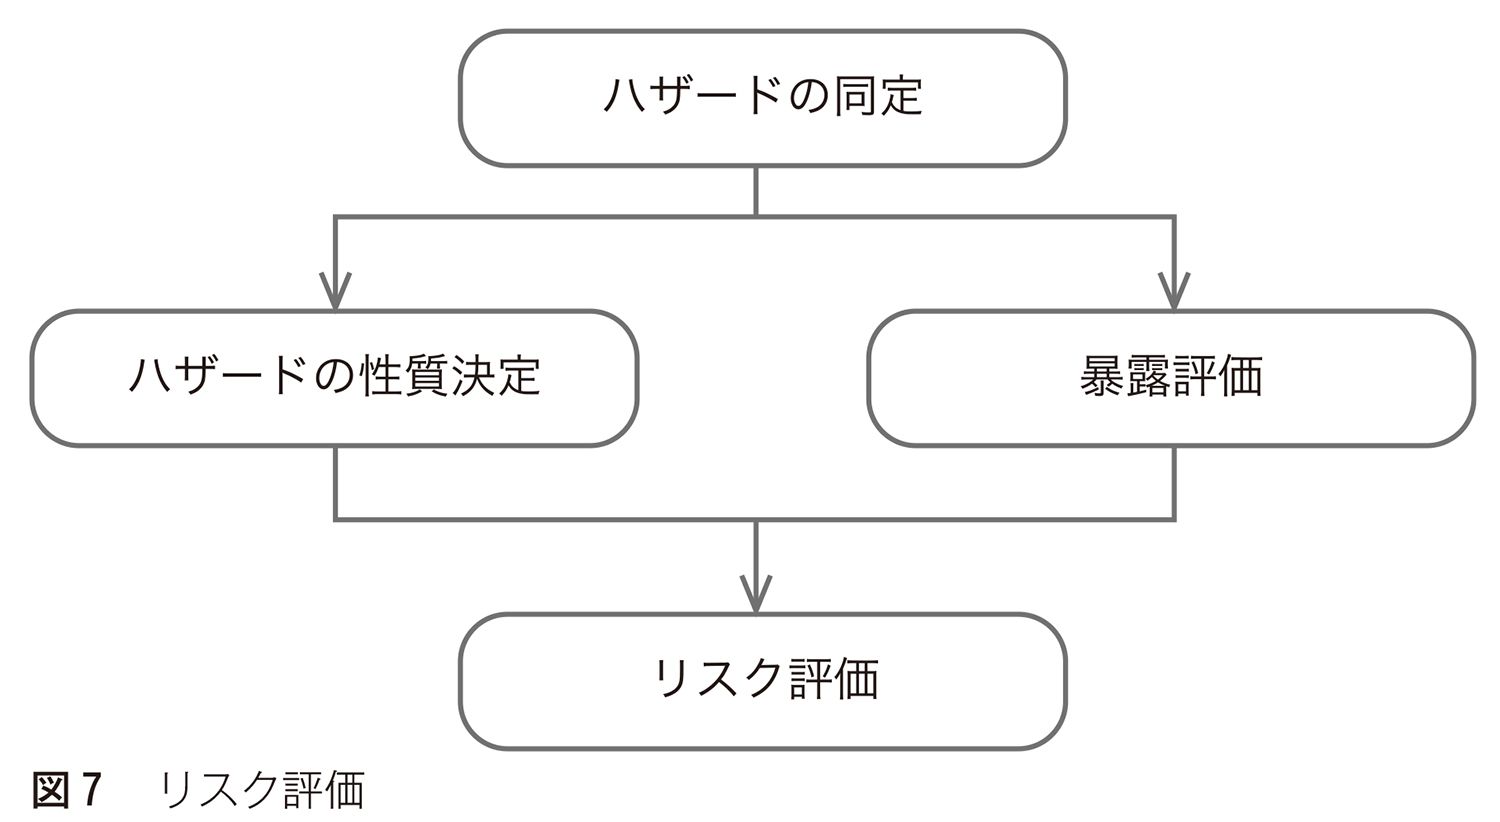 ハザードの同定
ハザードの性質決定
暴露評価
リスク評価
図7 リスク評価